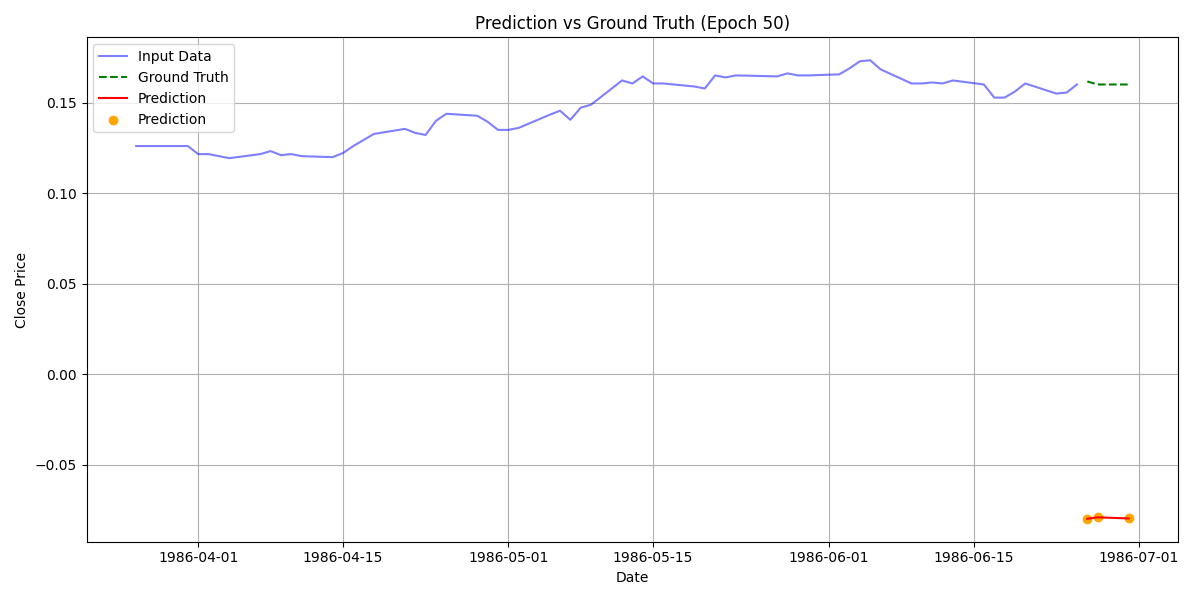 Prediction vs Ground Truth (Epoch 50)
Input Data
Ground Truth
Prediction
Prediction
Close Price
0.15
0.10
0.05
0.00
−0.05
1986-04-01
1986-04-15
1986-05-01
1986-05-15
1986-06-01
1986-06-15
1986-07-01
Date